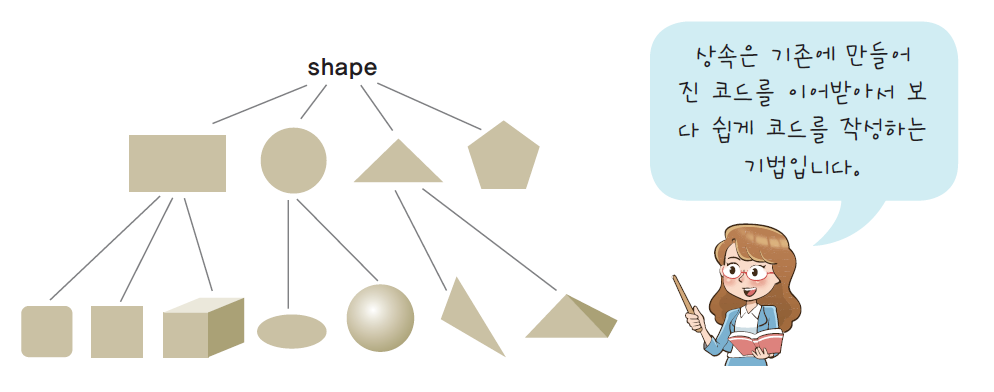 shape
상속은 기존에 만들어
진 코드를 이어받아서 보
다 쉽게 코드를 작성하는
기법입니다.